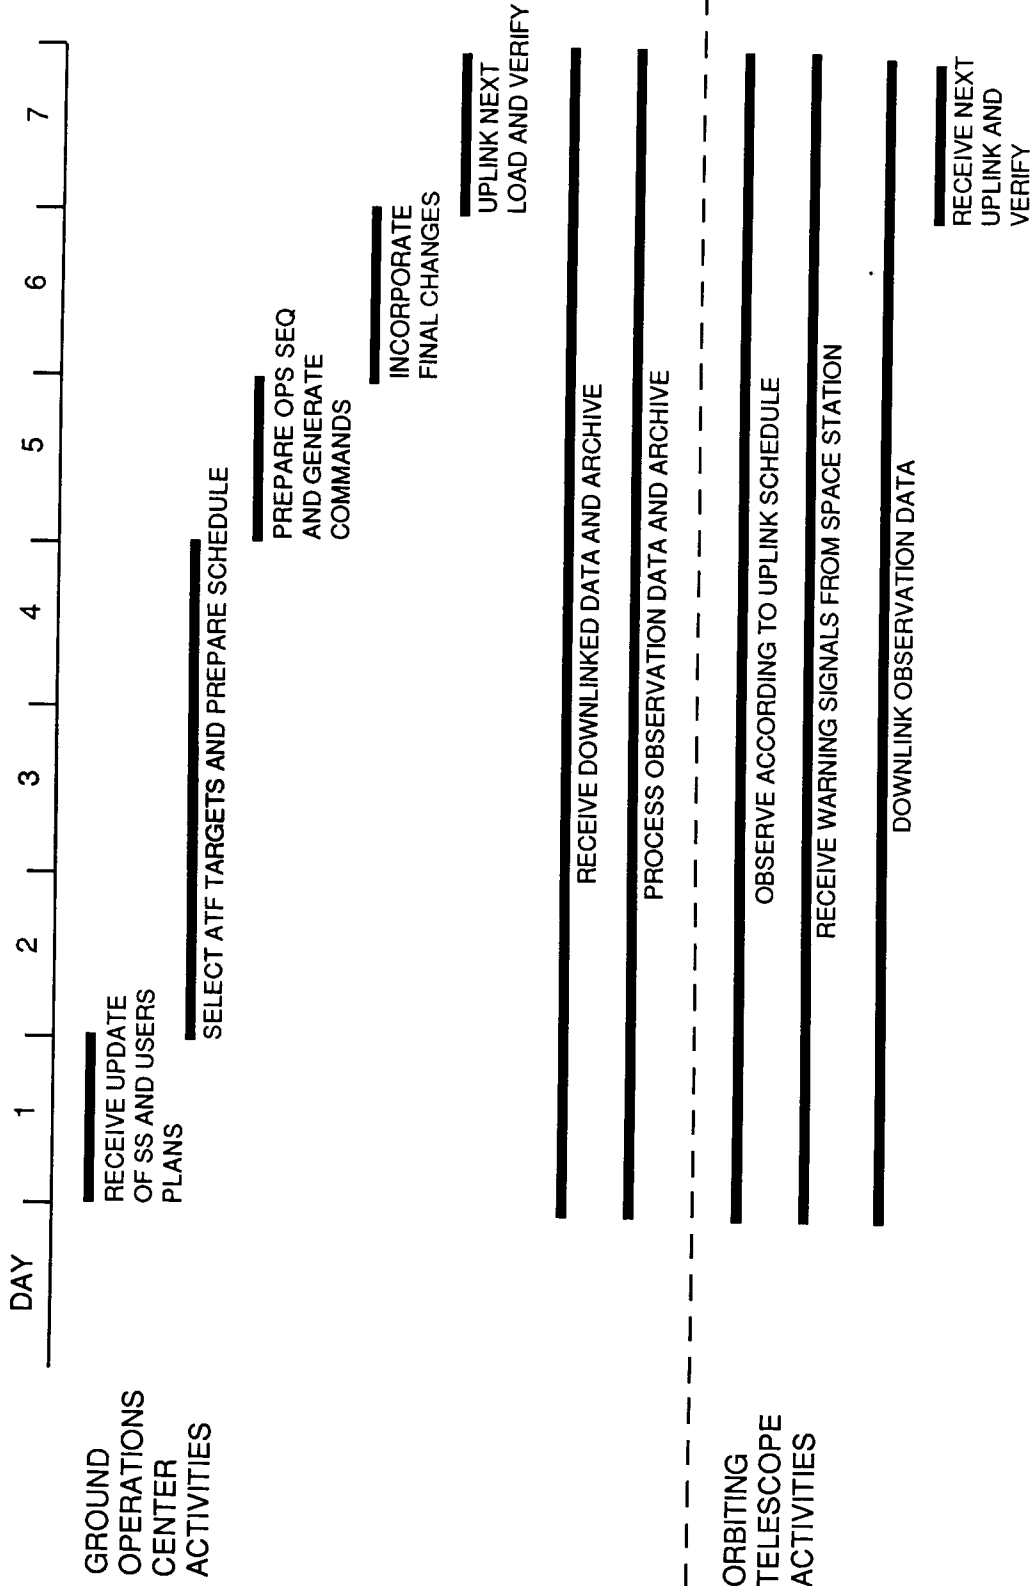 DAY
1
2
3
4
5
6
7
GROUND
OPERATIONS
CENTER
ACTIVITIES
RECEIVE UPDATE
OF SS AND USERS
PLANS
SELECT ATF TARGETS AND PREPARE SCHEDULE
PREPARE OPS SEQ
AND GENERATE
COMMANDS
INCORPORATE
FINAL CHANGES
UPLINK NEXT
LOAD AND VERIFY
RECEIVE DOWNLINKED DATA AND ARCHIVE
PROCESS OBSERVATION DATA AND ARCHIVE
ORBITING
TELESCOPE
ACTIVITIES
OBSERVE ACCORDING TO UPLINK SCHEDULE
RECEIVE WARNING SIGNALS FROM SPACE STATION
DOWNLINK OBSERVATION DATA
RECEIVE NEXT
UPLINK AND
VERIFY